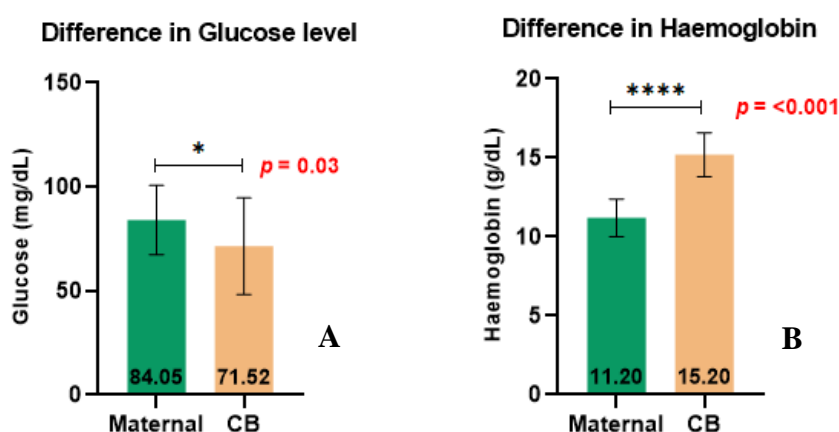 Difference in Glucose level
150
100
50
0
Glucose (mg/dL)
*
p = 0.03
84.05
71.52
Maternal
CB
A
Difference in Haemoglobin
20
15
10
5
0
Haemoglobin (g/dL)
****
p = <0.001
11.20
15.20
Maternal
CB
B